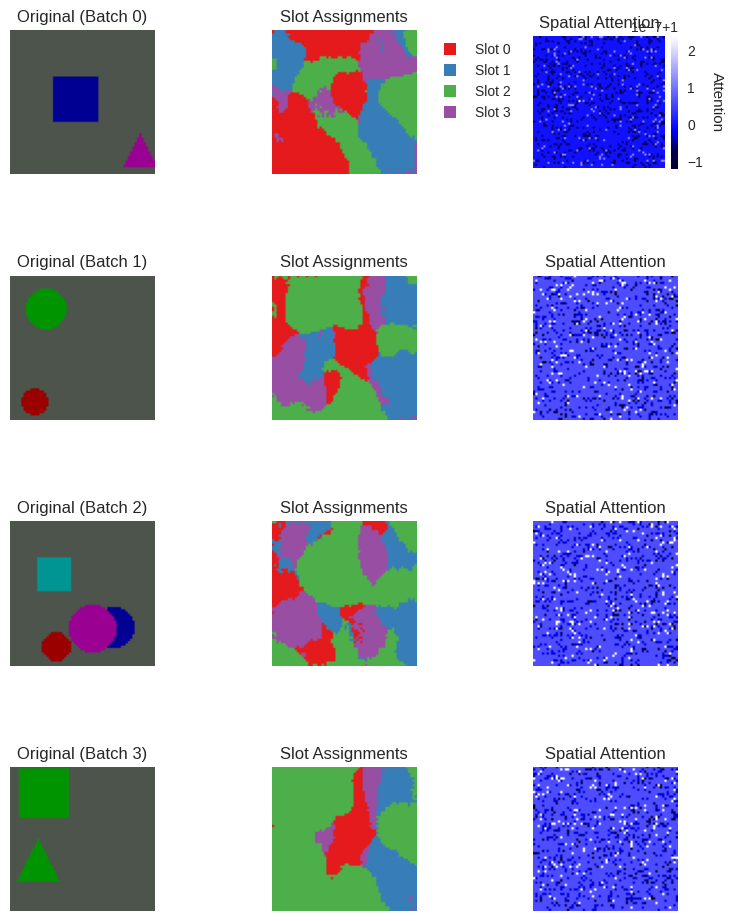 Original (Batch 0)
Slot Assignments
Spatial Attention
1e−7+1
Slot 0
Slot 1
Slot 2
Slot 3
2
1
0
−1
Attention
Original (Batch 1)
Slot Assignments
Spatial Attention
Original (Batch 2)
Slot Assignments
Spatial Attention
Original (Batch 3)
Slot Assignments
Spatial Attention